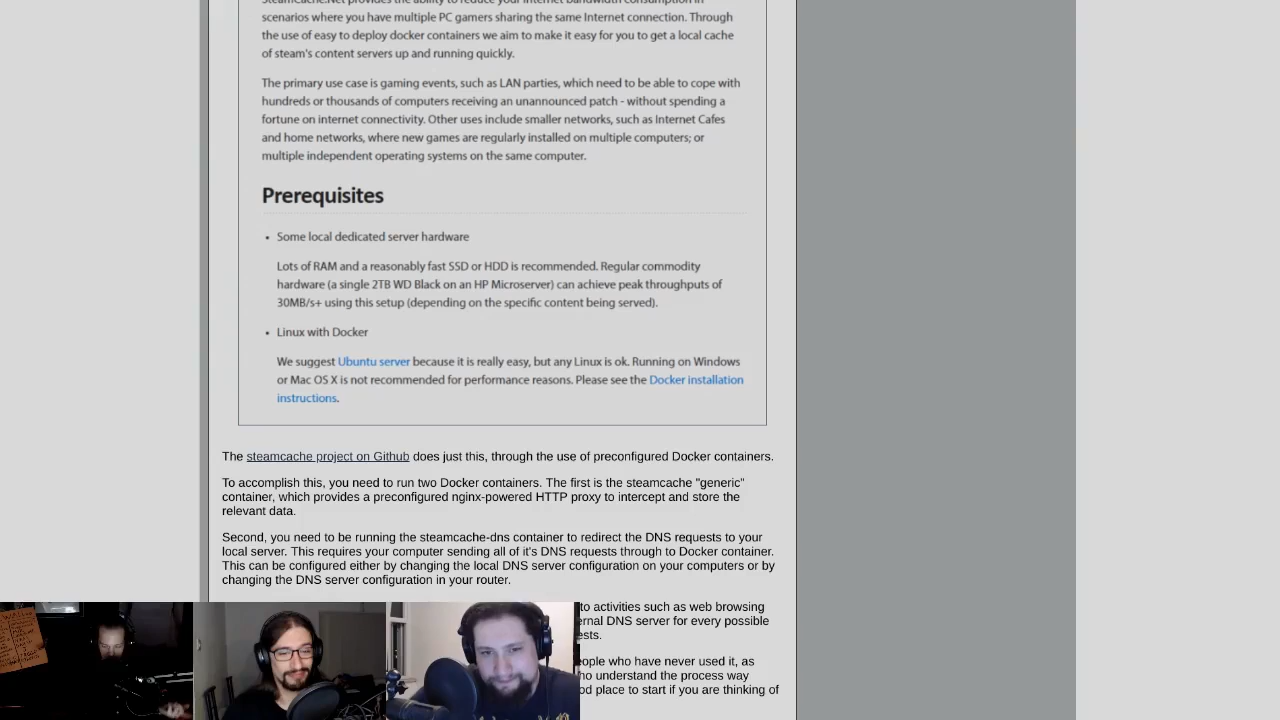 SteamCache.Net provides the ability to reduce your internet bandwidth consumption in
scenarios where you have multiple PC gamers sharing the same Internet connection. Through
the use of easy to deploy docker containers we aim to make it easy for you to get a local cache
of steam's content servers up and running quickly.
The primary use case is gaming events, such as LAN parties, which need to be able to cope with
hundreds or thousands of computers receiving an unannounced patch - without spending a
fortune on internet connectivity. Other uses include smaller networks, such as Internet Cafes
and home networks, where new games are regularly installed on multiple computers; or
multiple independent operating systems on the same computer.
Prerequisites
• Some local dedicated server hardware
Lots of RAM and a reasonably fast SSD or HDD is recommended. Regular commodity
hardware (a single 2TB WD Black on an HP Microserver) can achieve peak throughputs of
30MB/s+ using this setup (depending on the specific content being served).
• Linux with Docker
We suggest Ubuntu server because it is really easy, but any Linux is ok. Running on Windows
or Mac OS X is not recommended for performance reasons. Please see the Docker installation
instructions.
The steamcache project on Github does just this, through the use of preconfigured Docker containers.
To accomplish this, you need to run two Docker containers. The first is the steamcache "generic"
container, which provides a preconfigured nginx-powered HTTP proxy to intercept and store the
relevant data.
Second, you need to be running the steamcache-dns container to redirect the DNS requests to your
local server. This requires your computer sending all of it's DNS requests through to Docker container.
This can be configured either by changing the local DNS server configuration on your computers or by
changing the DNS server configuration in your router.
to activities such as web browsing
ernal DNS server for every possible
ests.
eople who have never used it, as
ho understand the process way
od place to start if you are thinking of